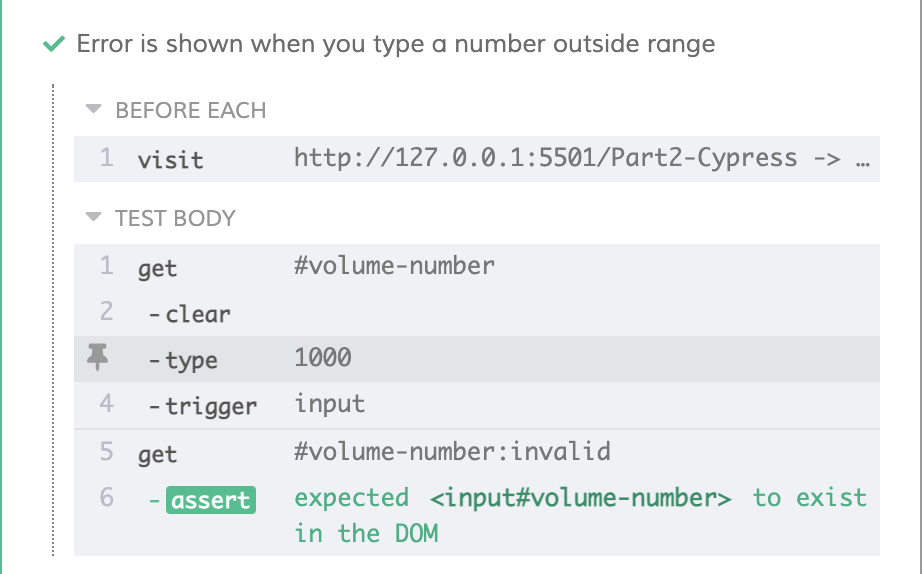 Error is shown when you type a number outside range
BEFORE EACH
1 visit http://127.0.0.1:5501/Part2-Cypress -> …
TEST BODY
1 get #volume-number
2 -clear
-type 1000
4 -trigger input
5 get #volume-number:invalid
6 -assert expected <input#volume-number> to exist
in the DOM